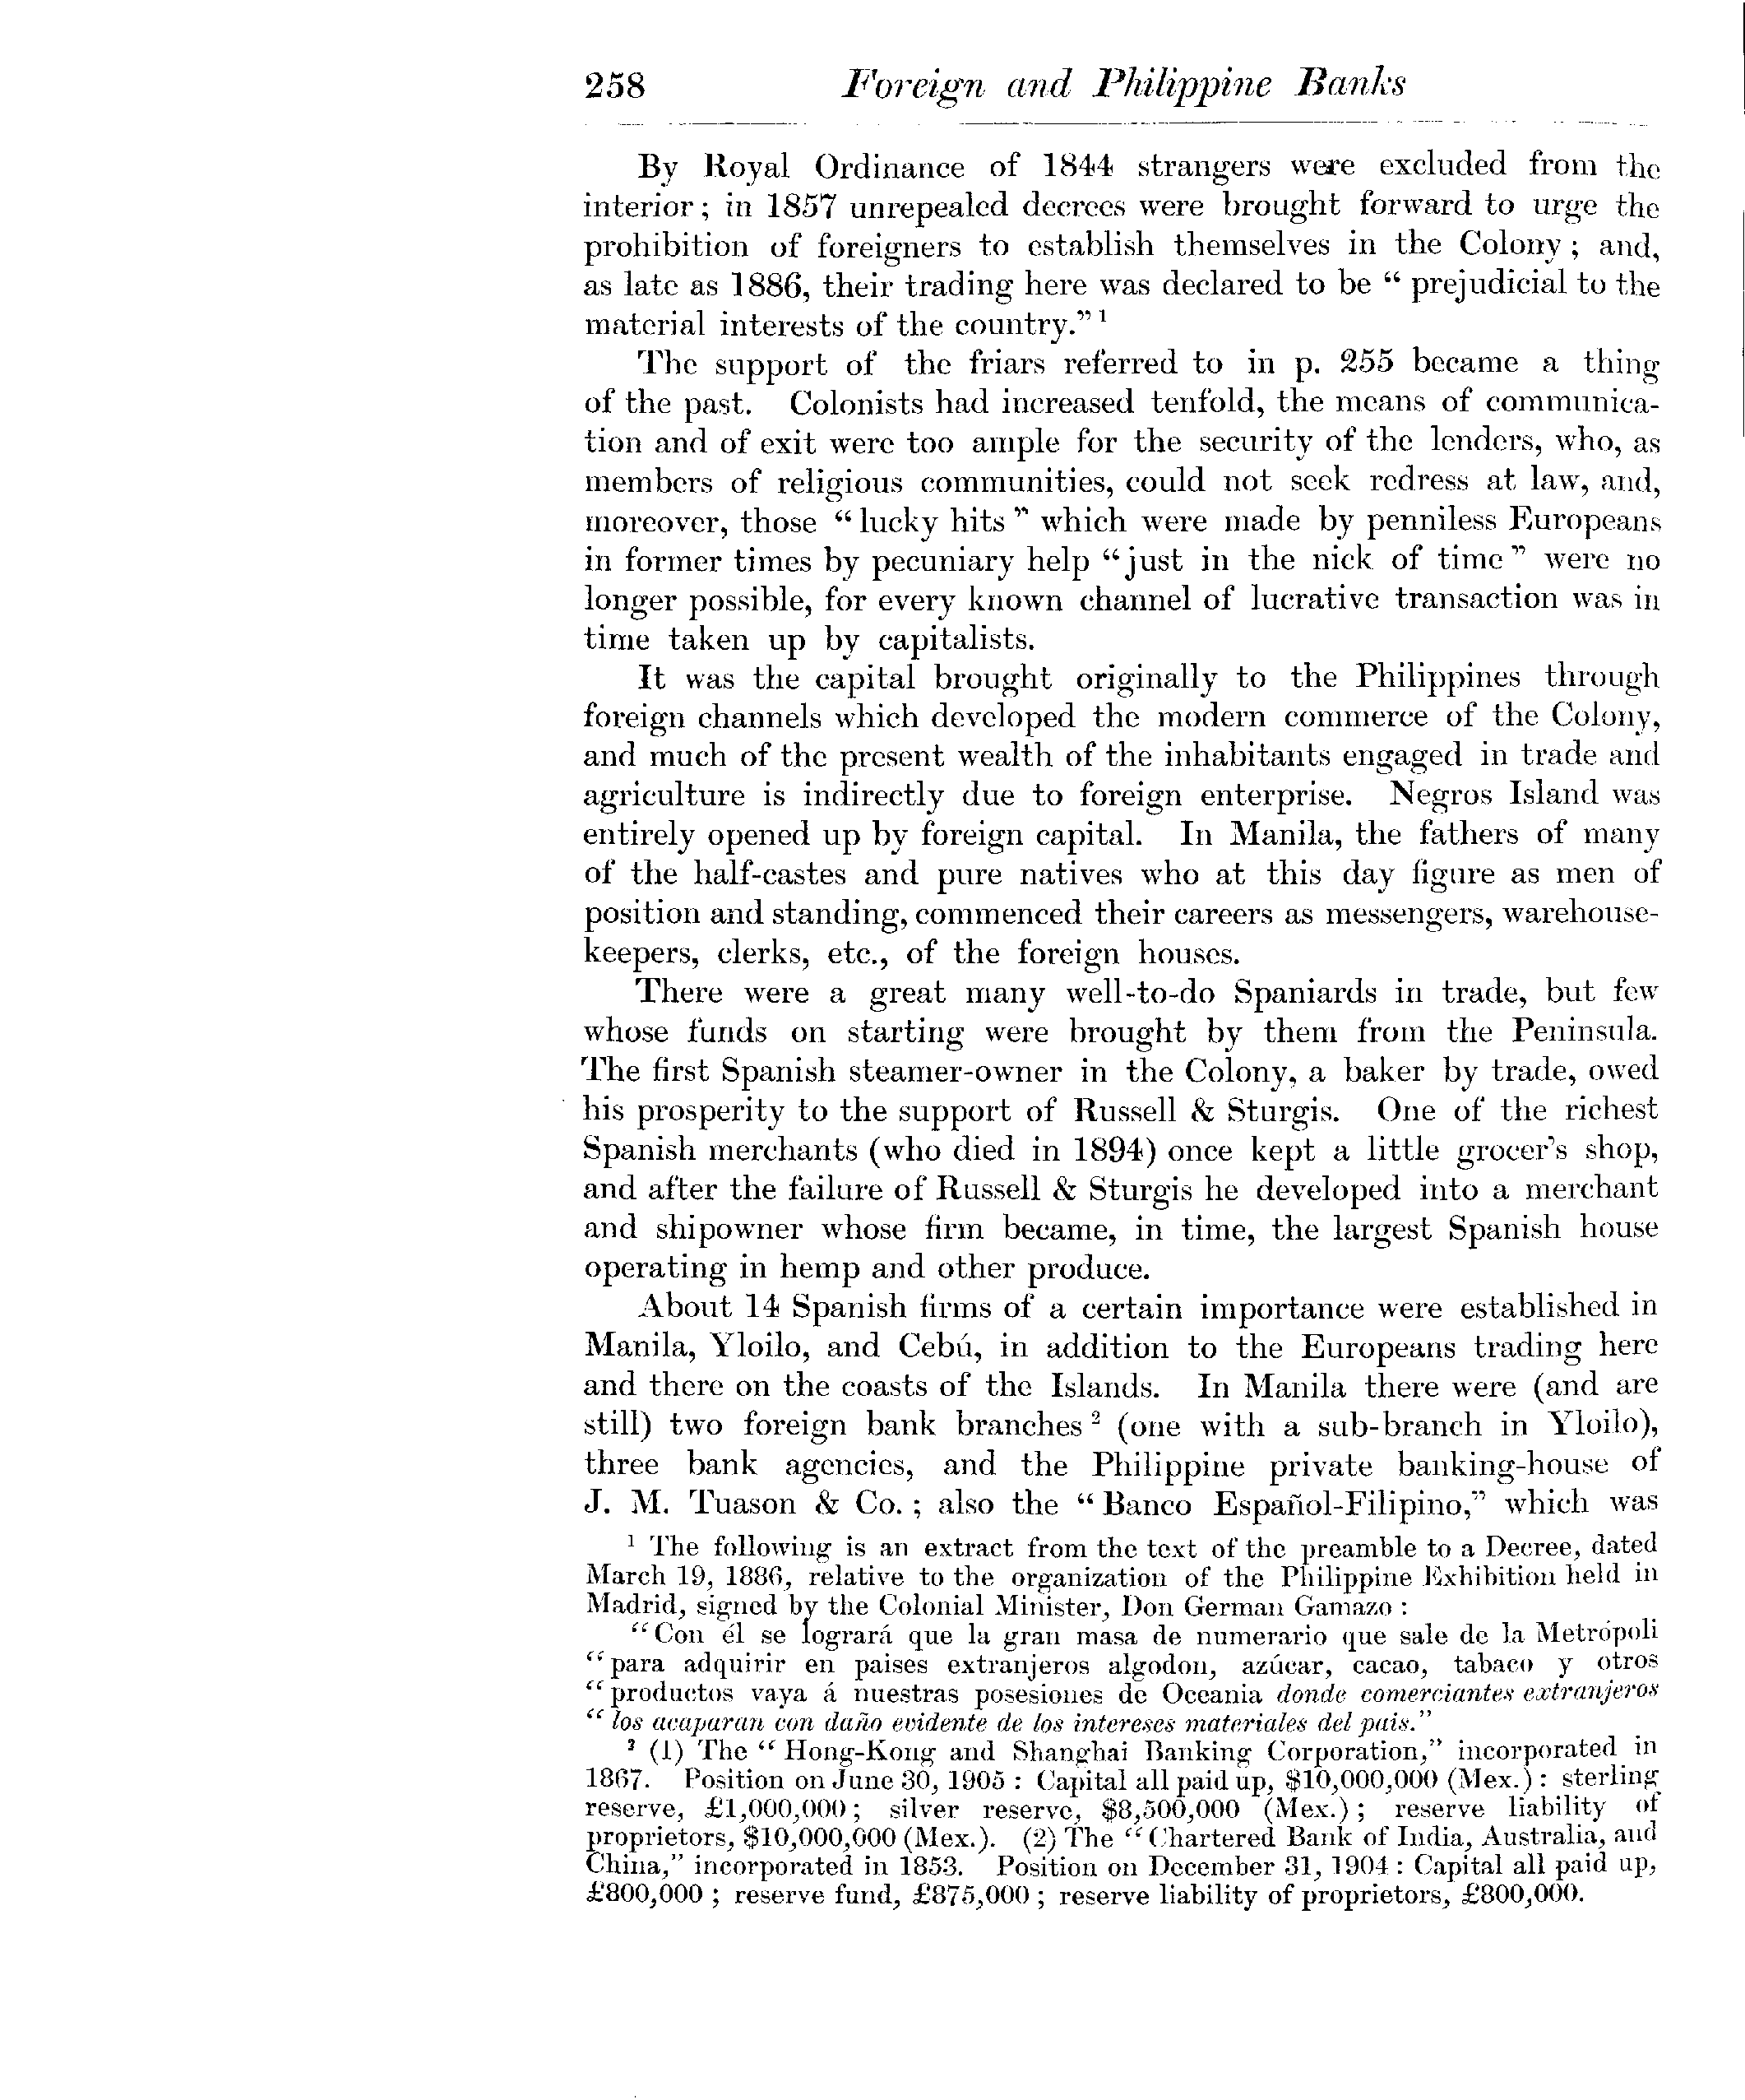 258 Foreign and Philippine Banks
By Royal Ordinance of 1844 strangers were excluded from the
interior; in 1857 unrepealed decrees were brought forward to urge the
prohibition of foreigners to establish themselves in the Colony; and,
as late as 1886, their trading here was declared to be “prejudicial to the
material interests of the country.” ¹
The support of the friars referred to in p. 255 became a thing
of the past. Colonists had increased tenfold, the means of communica-
tion and of exit were too ample for the security of the lenders, who, as
members of religious communities, could not seek redress at law, and,
moreover, those “lucky hits” which were made by penniless Europeans
in former times by pecuniary help “just in the nick of time” were no
longer possible, for every known channel of lucrative transaction was in
time taken up by capitalists.
It was the capital brought originally to the Philippines through
foreign channels which developed the modern commerce of the Colony,
and much of the present wealth of the inhabitants engaged in trade and
agriculture is indirectly due to foreign enterprise. Negros Island was
entirely opened up by foreign capital. In Manila, the fathers of many
of the half-castes and pure natives who at this day figure as men of
position and standing, commenced their careers as messengers, warehouse-
keepers, clerks, etc., of the foreign houses.
There were a great many well-to-do Spaniards in trade, but few
whose funds on starting were brought by them from the Peninsula.
The first Spanish steamer-owner in the Colony, a baker by trade, owed
his prosperity to the support of Russell & Sturgis. One of the richest
Spanish merchants (who died in 1894) once kept a little grocer's shop,
and after the failure of Russell & Sturgis he developed into a merchant
and shipowner whose firm became, in time, the largest Spanish house
operating in hemp and other produce.
About 14 Spanish firms of a certain importance were established in
Manila, Yloilo, and Cebú, in addition to the Europeans trading here
and there on the coasts of the Islands. In Manila there were (and are
still) two foreign bank branches ² (one with a sub-branch in Yloilo),
three bank agencies, and the Philippine private banking-house of
J. M. Tuason & Co.; also the “Banco Español-Filipino,” which was
¹ The following is an extract from the text of the preamble to a Decree, dated
March 19, 1886, relative to the organization of the Philippine Exhibition held in
Madrid, signed by the Colonial Minister, Don German Gamazo:
“Con él se logrará que la gran masa de numerario que sale de la Metrópoli
“para adquirir en paises extranjeros algodon, azúcar, cacao, tabaco y otros
“productos vaya á nuestras posesiones de Oceania donde comerciantes extranjeros
“los acaparan con daño evidente de los intereses materiales del pais.”
² (1) The “Hong-Kong and Shanghai Banking Corporation,” incorporated in
1867. Position on June 30, 1905: Capital all paid up, $10,000,000 (Mex.): sterling
reserve, £1,000,000; silver reserve, $8,500,000 (Mex.); reserve liability of
proprietors, $10,000,000 (Mex.). (2) The “Chartered Bank of India, Australia, and
China,” incorporated in 1853. Position on December 31, 1904: Capital all paid up,
£800,000; reserve fund, £875,000; reserve liability of proprietors, £800,000.